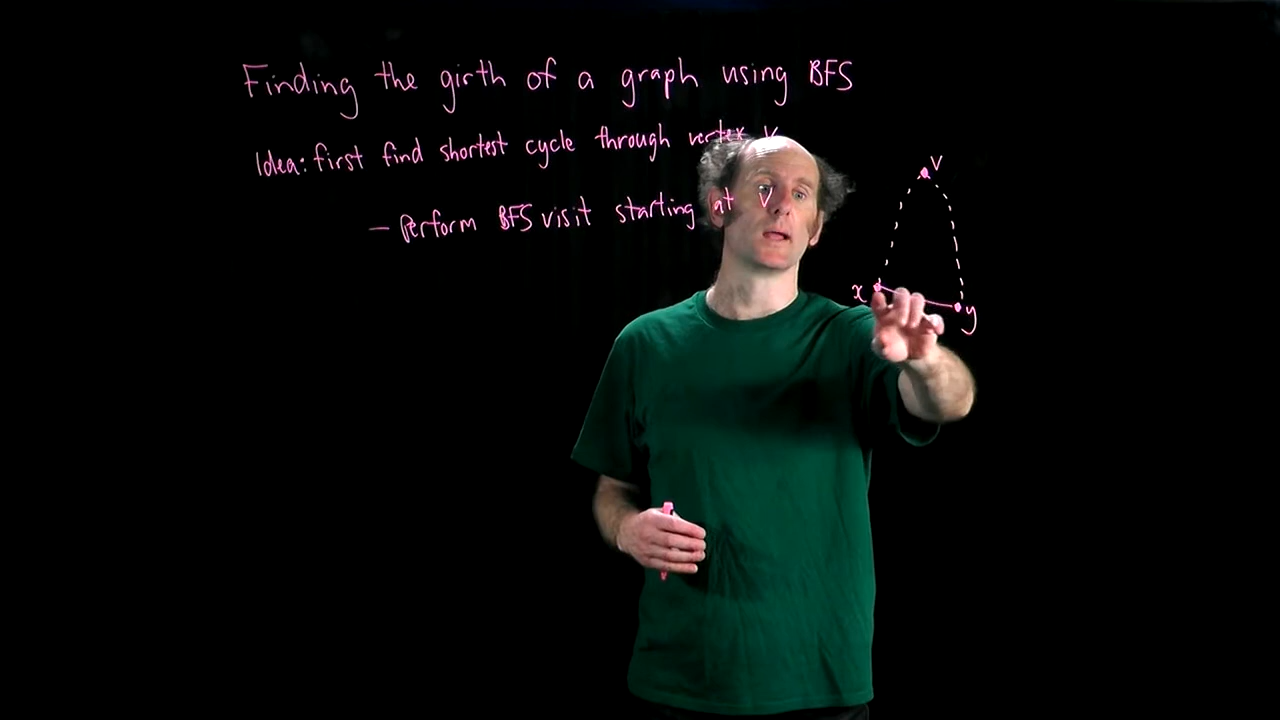 Finding the girth of a graph using BFS
Idea: first find shortest cycle through vertex v
— Perform BFS visit starting at v
v
x
y